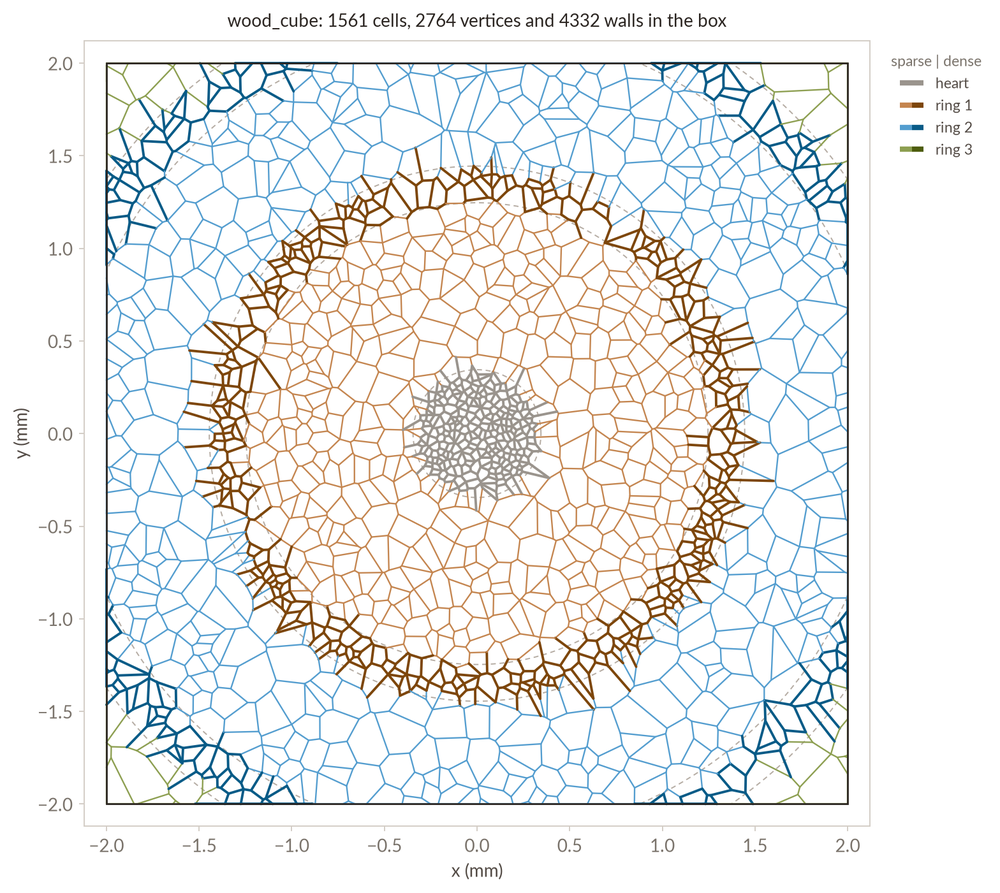 wood_cube: 1561 cells, 2764 vertices and 4332 walls in the box
sparse | dense
heart
ring 1
ring 2
ring 3
2.0
1.5
1.0
0.5
0.0
−0.5
−1.0
−1.5
−2.0
y (mm)
−2.0 −1.5 −1.0 −0.5 0.0 0.5 1.0 1.5 2.0
x (mm)